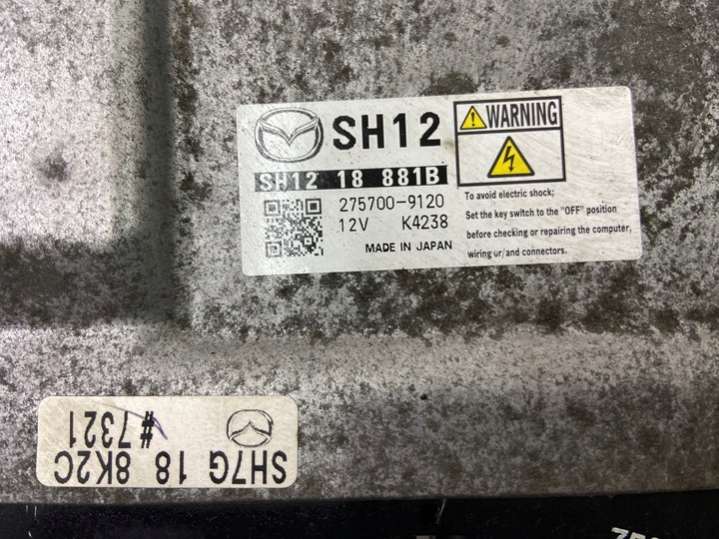 SH12
SH12 18 881B
275700-9120
12V K4238
MADE IN JAPAN
WARNING
To avoid electric shock;
Set the key switch to the "OFF" position
before checking or repairing the computer,
wiring or/and connectors.
SH7G 18 8K2C
#7321